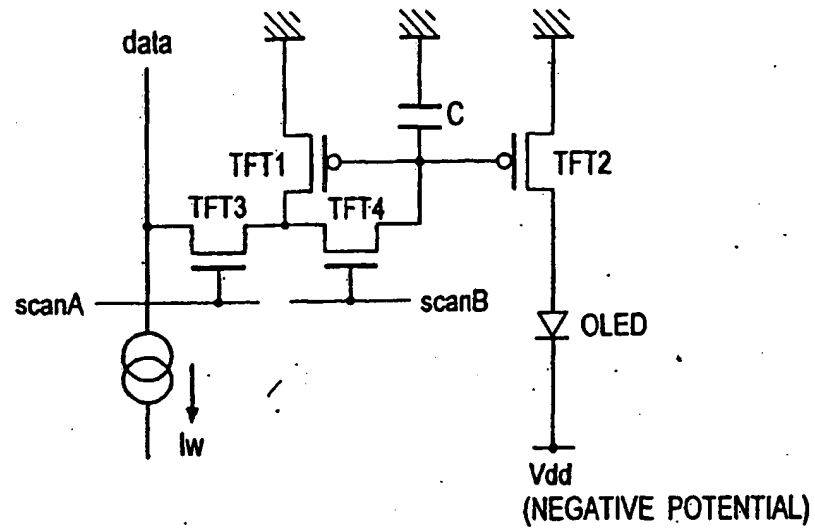 data
C
TFT1
TFT2
TFT3
TFT4
scanA
scanB
OLED
Iw
Vdd
(NEGATIVE POTENTIAL)